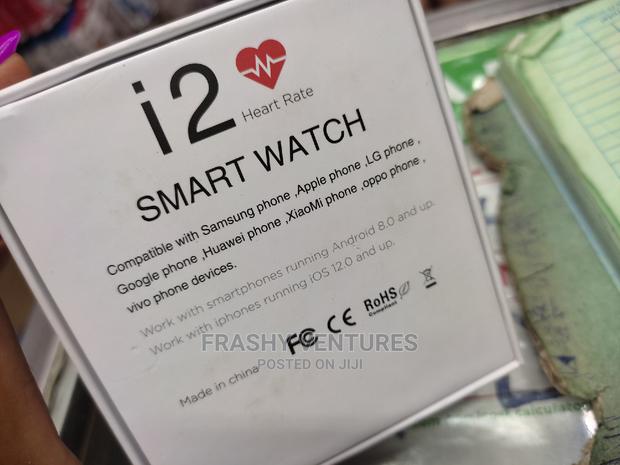 i2
Heart Rate
SMART WATCH
Compatible with Samsung phone ,Apple phone ,LG phone ,
Google phone ,Huawei phone ,XiaoMi phone ,oppo phone ,
vivo phone devices.
Work with smartphones running Android 8.0 and up.
Work with iphones running iOS 12.0 and up.
FC CE RoHS
Compliant
Made in china
FRASHY VENTURES
POSTED ON JIJI
calculator